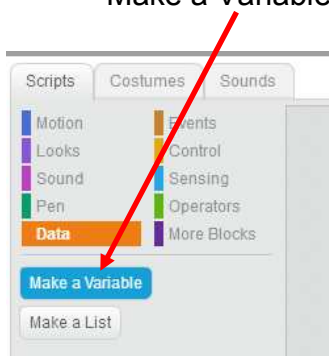 Make a Variable
Scripts Costumes Sounds
Motion Events
Looks Control
Sound Sensing
Pen Operators
Data More Blocks
Make a Variable
Make a List